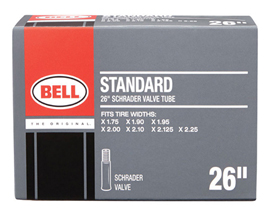 BELL
THE ORIGINAL
STANDARD
26" SCHRADER VALVE TUBE
FITS TIRE WIDTHS:
X 1.75 X 1.90 X 1.95
X 2.00 X 2.10 X 2.125 X 2.25
SCHRADER
VALVE
26"